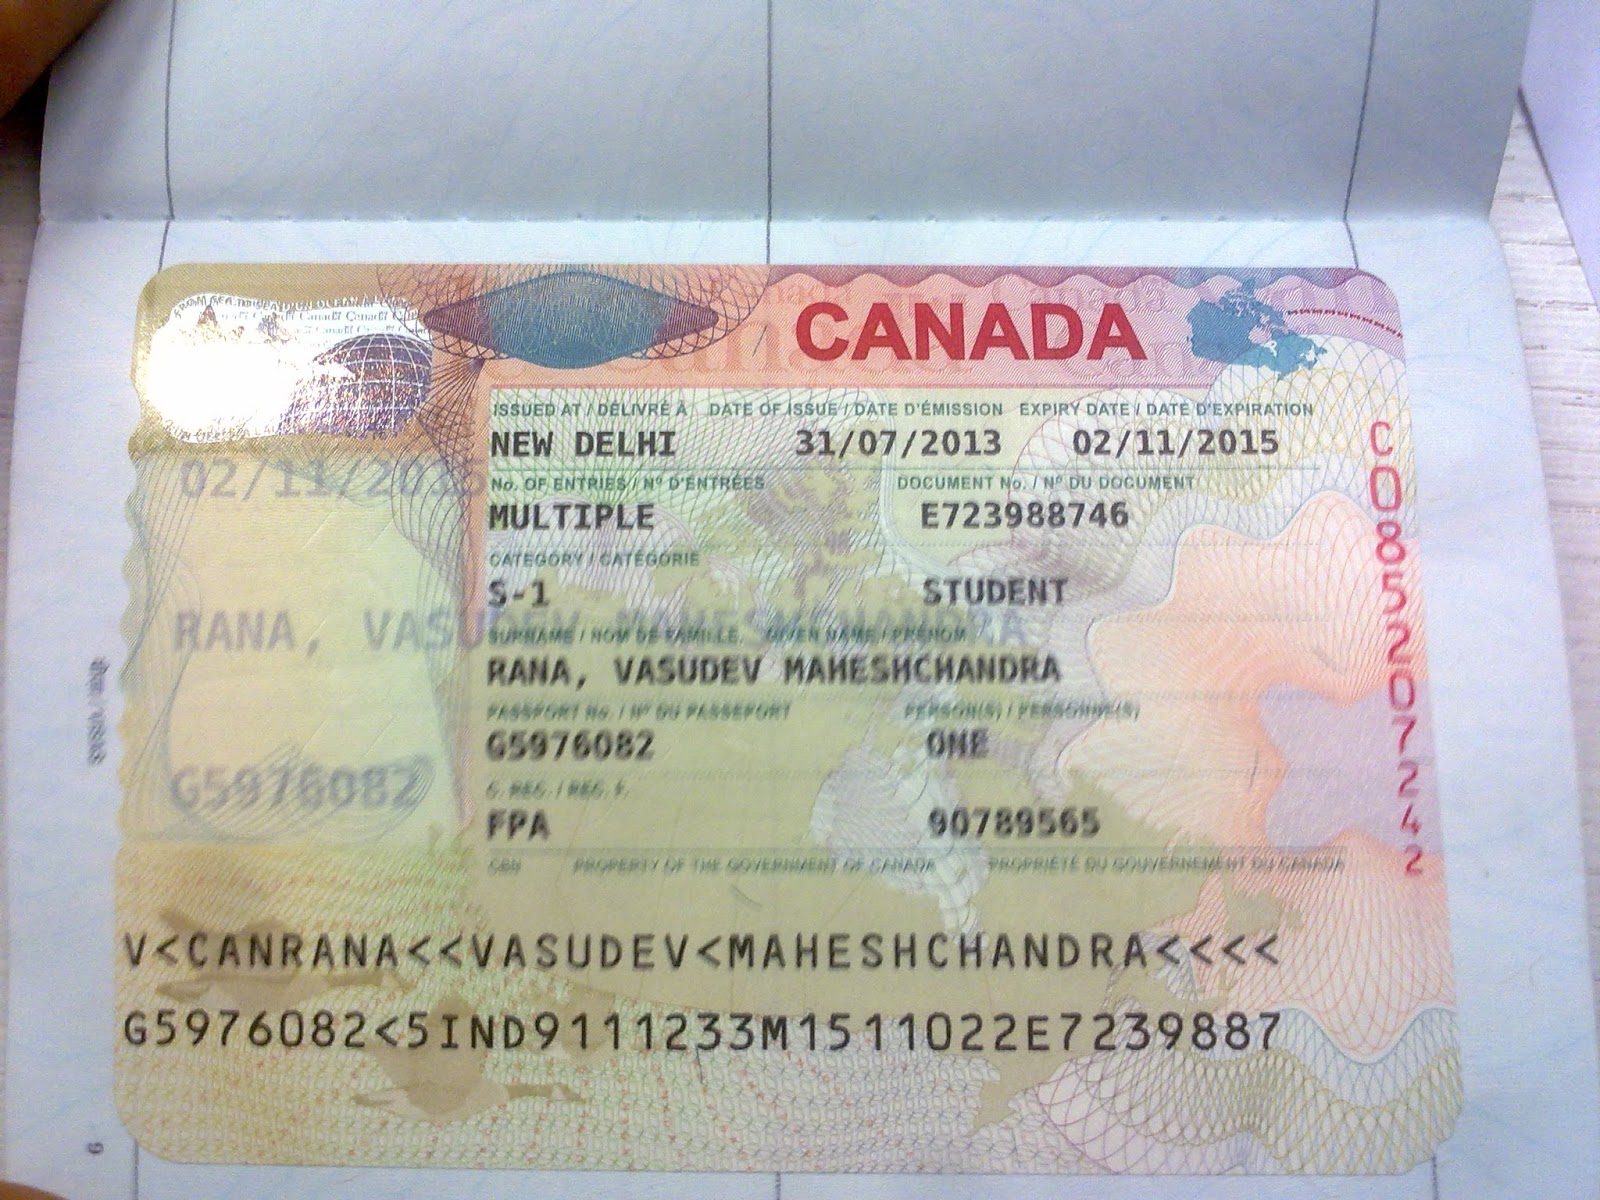 CANADA
ISSUED AT / DÉLIVRÉ À DATE OF ISSUE / DATE D'ÉMISSION EXPIRY DATE / DATE D'EXPIRATION
NEW DELHI 31/07/2013 02/11/2015
02/11/2015
No. OF ENTRIES / Nº D'ENTRÉES DOCUMENT No. / Nº DU DOCUMENT
MULTIPLE E723988746
CATEGORY / CATÉGORIE
S-1 STUDENT
RANA, VASUDEV MAHESHCHANDRA
SURNAME / NOM DE FAMILLE, GIVEN NAME / PRÉNOM
RANA, VASUDEV MAHESHCHANDRA
PASSPORT No. / Nº DU PASSEPORT PERSON(S) / PERSONNE(S)
G5976082 ONE
G5976082
G. REG. / REG. F.
FPA 90789565
CBN PROPERTY OF THE GOVERNMENT OF CANADA PROPRIÉTÉ DU GOUVERNEMENT DU CANADA
C085207242
V<CANRANA<<VASUDEV<MAHESHCHANDRA<<<<
G5976082<5IND9111233M1511022E7239887
9